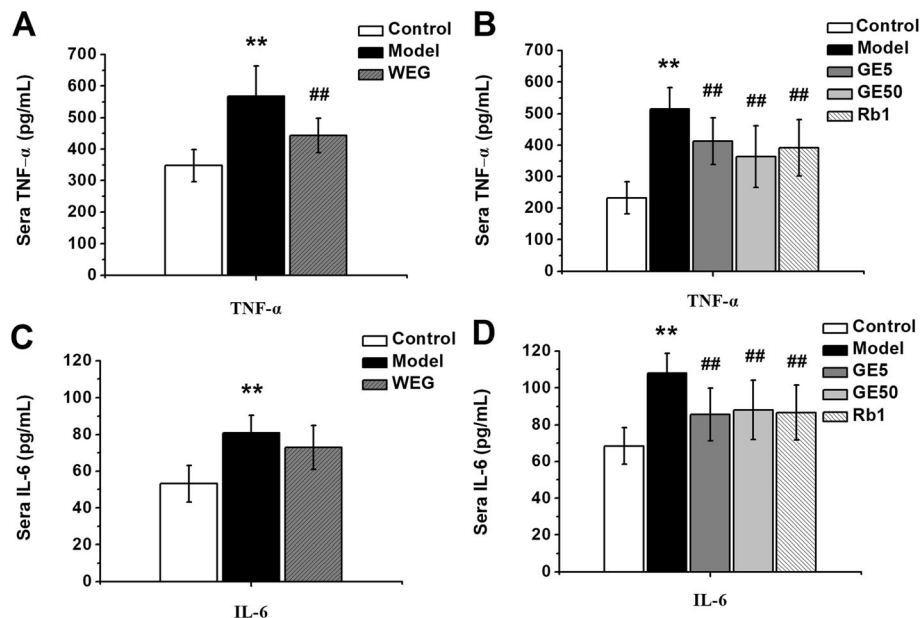 A
Control
Model
WEG
Sera TNF-α (pg/mL)
700
600
500
400
300
200
100
0
**
##
TNF-α
B
Control
Model
GE5
GE50
Rb1
Sera TNF-α (pg/mL)
700
600
500
400
300
200
100
0
**
##
##
##
TNF-α
C
Control
Model
WEG
Sera IL-6 (pg/mL)
120
100
80
60
40
20
0
**
IL-6
D
Control
Model
GE5
GE50
Rb1
Sera IL-6 (pg/mL)
120
100
80
60
40
20
0
**
##
##
##
IL-6